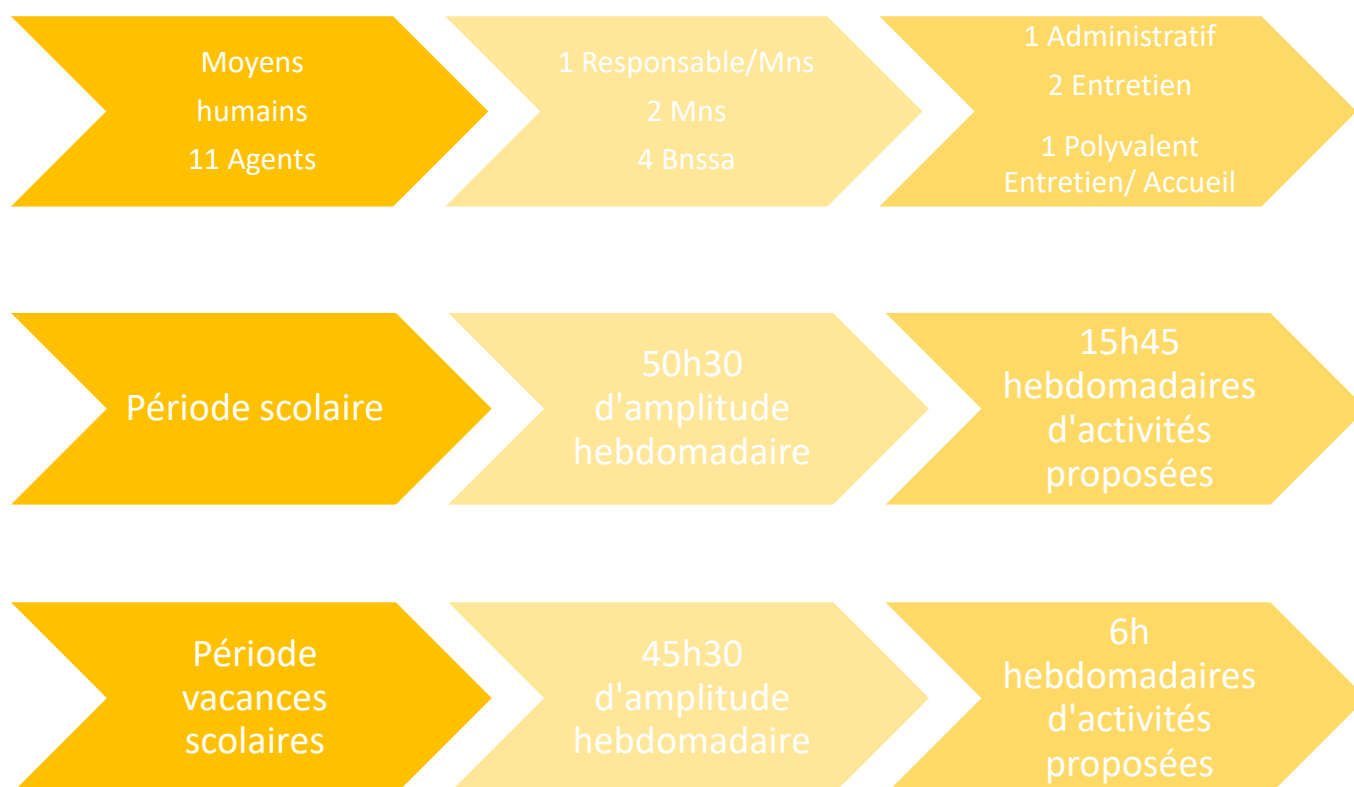 Moyens
humains
11 Agents
1 Responsable/Mns
2 Mns
4 Bnssa
1 Administratif
2 Entretien
1 Polyvalent
Entretien/ Accueil
Période scolaire
50h30
d'amplitude
hebdomadaire
15h45
hebdomadaires
d'activités
proposées
Période
vacances
scolaires
45h30
d'amplitude
hebdomadaire
6h
hebdomadaires
d'activités
proposées